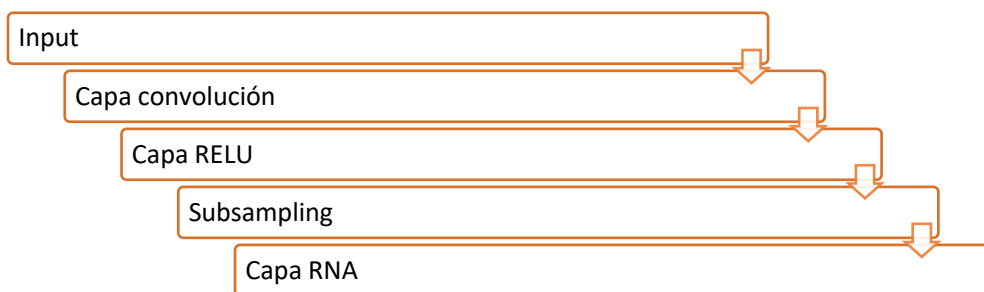 Input
Capa convolución
Capa RELU
Subsampling
Capa RNA